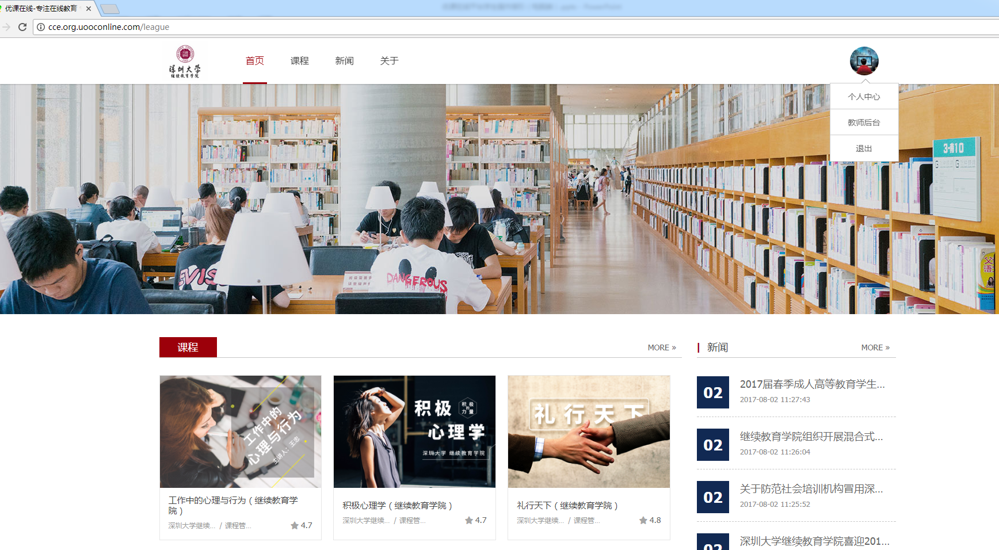 优课在线-专注在线教育
cce.org.uooconline.com/league
深圳大学
继续教育学院
首页
课程
新闻
关于
个人中心
教师后台
退出
3-南10
EVIS
DANGEROUS
课程
MORE »
工作中的
心理与行为
主讲人：王忠
积极
积极的力量
心理学
深圳大学 继续教育学院
礼行天下
工作中的心理与行为（继续教育学
院）
深圳大学继续... / 课程管...
4.7
积极心理学（继续教育学院）
深圳大学继续... / 课程管...
4.7
礼行天下（继续教育学院）
深圳大学继续... / 课程管...
4.8
新闻
MORE »
02
2017届春季成人高等教育学生...
2017-08-02 11:27:43
02
继续教育学院组织开展混合式...
2017-08-02 11:26:04
02
关于防范社会培训机构冒用深...
2017-08-02 11:25:52
02
深圳大学继续教育学院喜迎201...